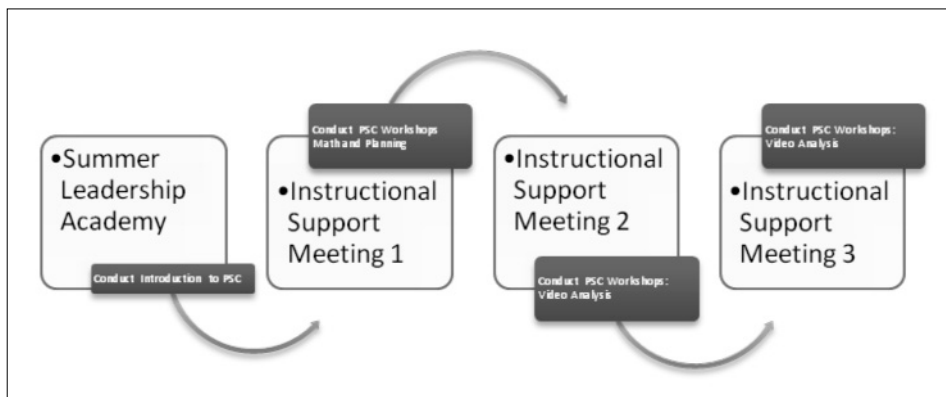 •Summer
Leadership
Academy
Conduct Introduction to PSC
Conduct PSC Workshops
Math and Planning
•Instructional
Support
Meeting 1
•Instructional
Support
Meeting 2
Conduct PSC Workshops:
Video Analysis
Conduct PSC Workshops:
Video Analysis
•Instructional
Support
Meeting 3